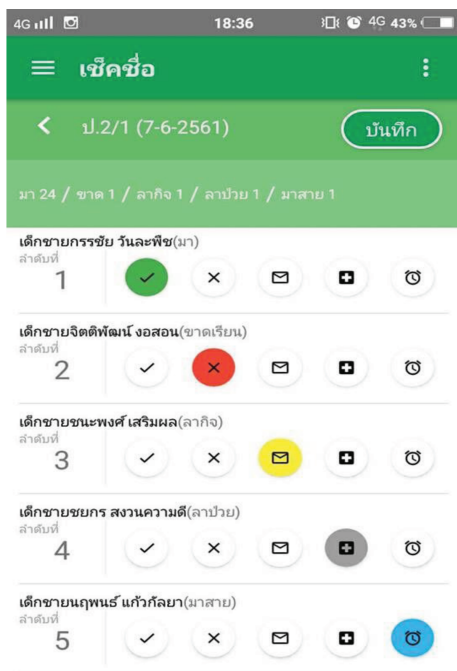 4G 18:36 4G 43%
เช็คชื่อ
ป.2/1 (7-6-2561) บันทึก
มา 24 / ขาด 1 / ลากิจ 1 / ลาป่วย 1 / มาสาย 1
เด็กชายกรรชัย วันละพืช(มา)
ลำดับที่
1
เด็กชายจิตติพัฒน์ งอสอน(ขาดเรียน)
ลำดับที่
2
เด็กชายชนะพงศ์ เสริมผล(ลากิจ)
ลำดับที่
3
เด็กชายชยกร สงวนความดี(ลาป่วย)
ลำดับที่
4
เด็กชายนฤพนธ์ แก้วกัลยา(มาสาย)
ลำดับที่
5